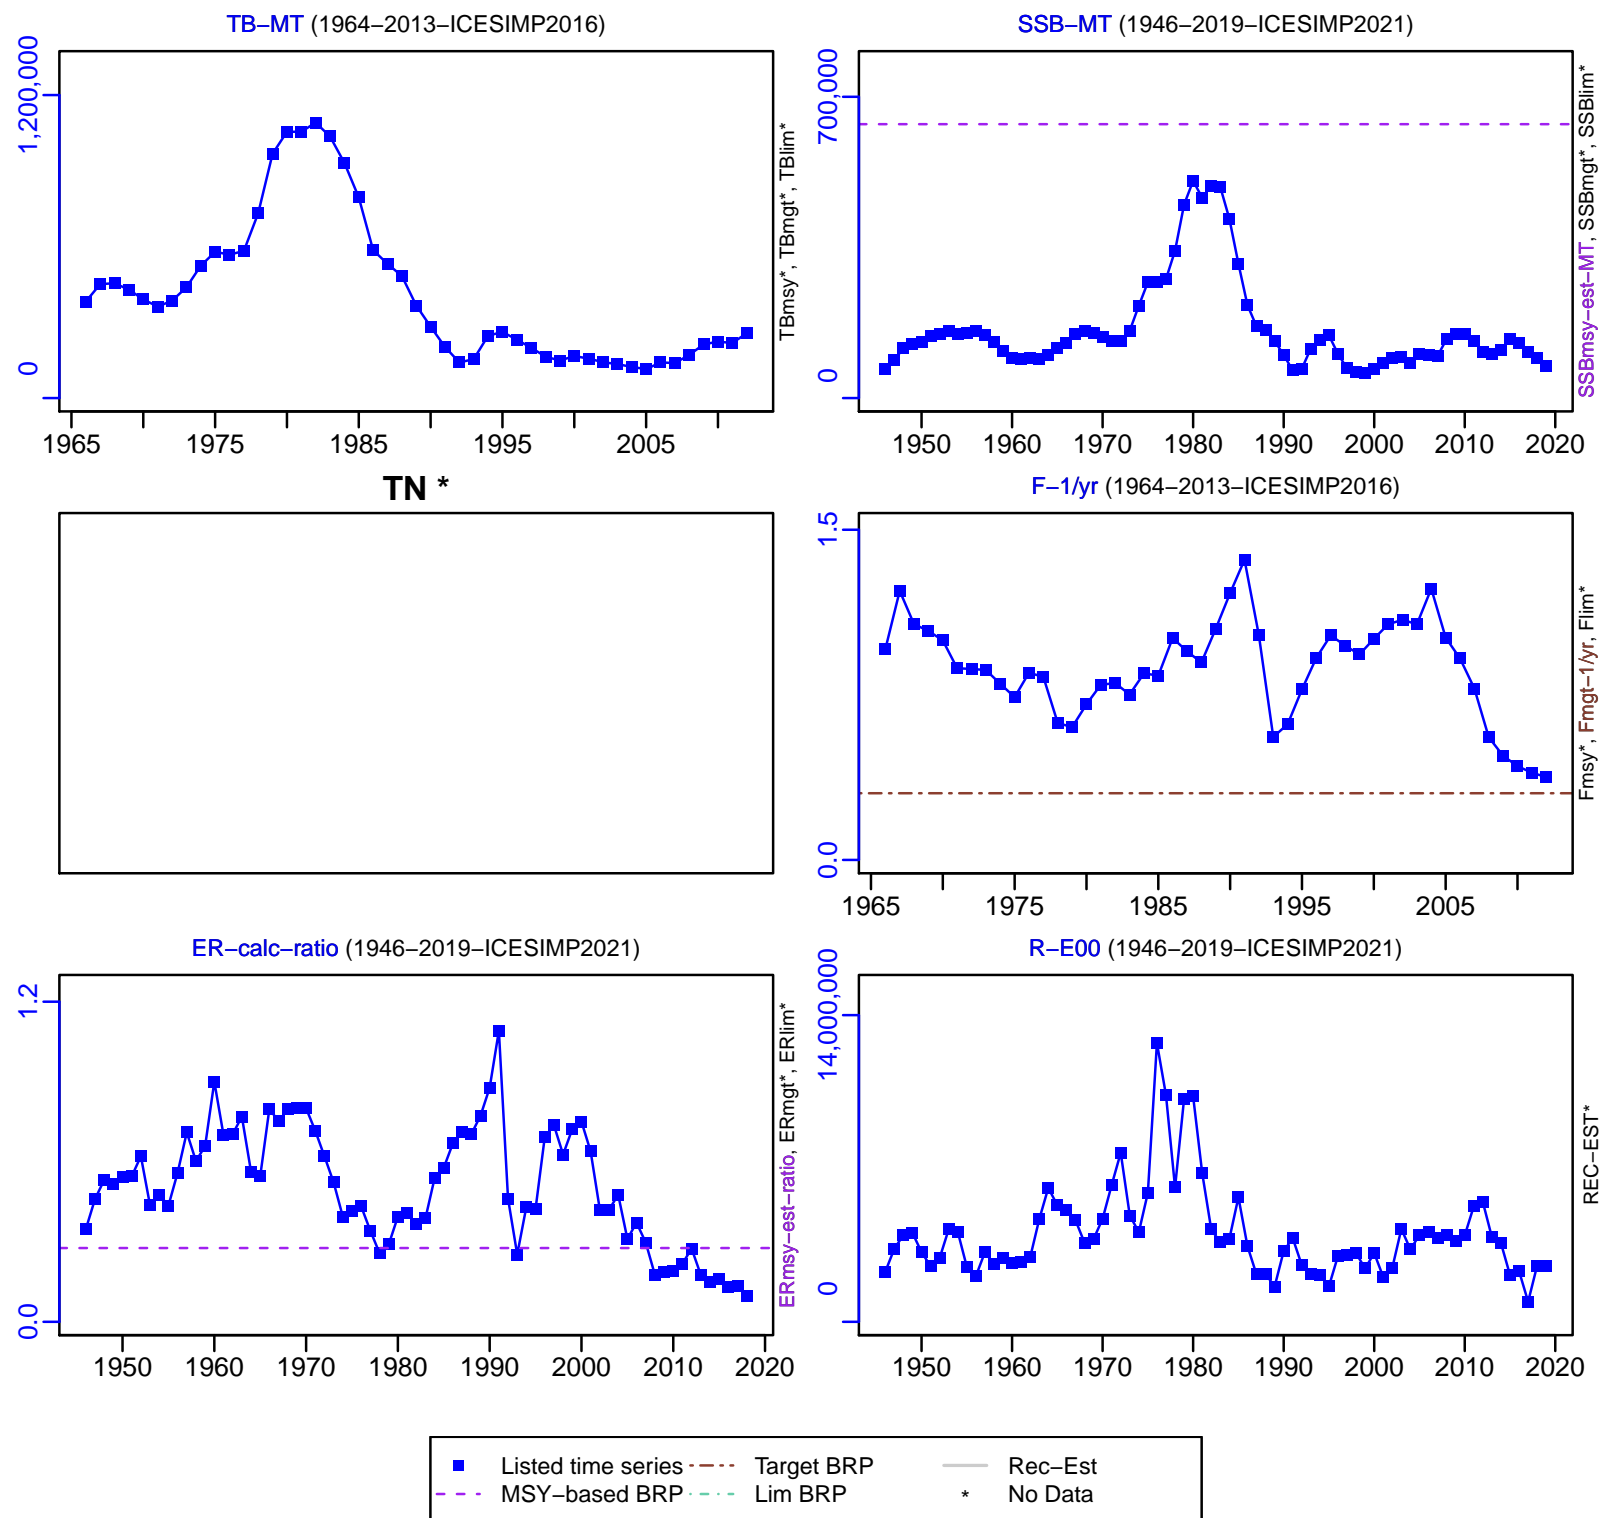 TB-MT (1964-2013-ICESIMP2016)
1,200,000
0
1965 1975 1985 1995 2005
TBmsy*, TBmgt*, TBlim*
SSB-MT (1946-2019-ICESIMP2021)
700,000
0
1950 1960 1970 1980 1990 2000 2010 2020
SSBmsy-est-MT, SSBmgt*, SSBlim*
TN *
F-1/yr (1964-2013-ICESIMP2016)
1.5
0.0
1965 1975 1985 1995 2005
Fmsy*, Fmgt-1/yr, Flim*
ER-calc-ratio (1946-2019-ICESIMP2021)
1.2
0.0
1950 1960 1970 1980 1990 2000 2010 2020
ERmsy-est-ratio, ERmgt*, ERlim*
R-E00 (1946-2019-ICESIMP2021)
14,000,000
0
1950 1960 1970 1980 1990 2000 2010 2020
REC-EST*
Listed time series Target BRP Rec-Est
MSY-based BRP Lim BRP * No Data